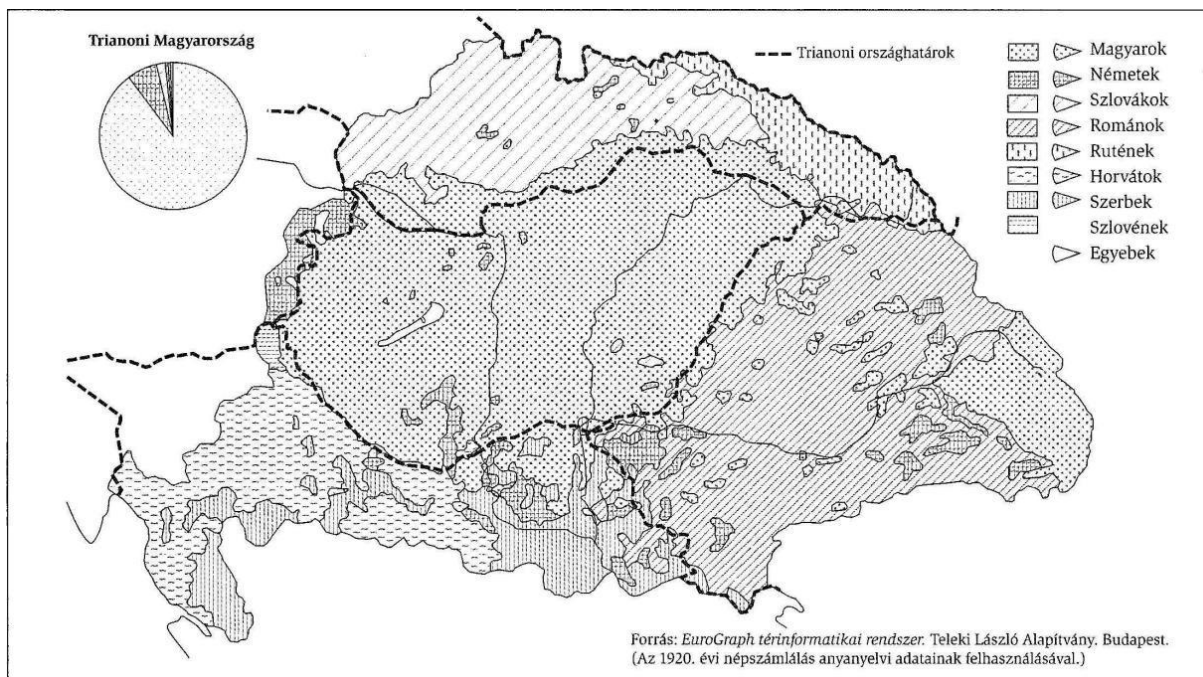 Trianoni Magyarország
Trianoni országhatárok
Magyarok
Németek
Szlovákok
Románok
Rutének
Horvátok
Szerbek
Szlovének
Egyebek
Forrás: EuroGraph térinformatikai rendszer. Teleki László Alapítvány. Budapest.
(Az 1920. évi népszámlálás anyanyelvi adatainak felhasználásával.)